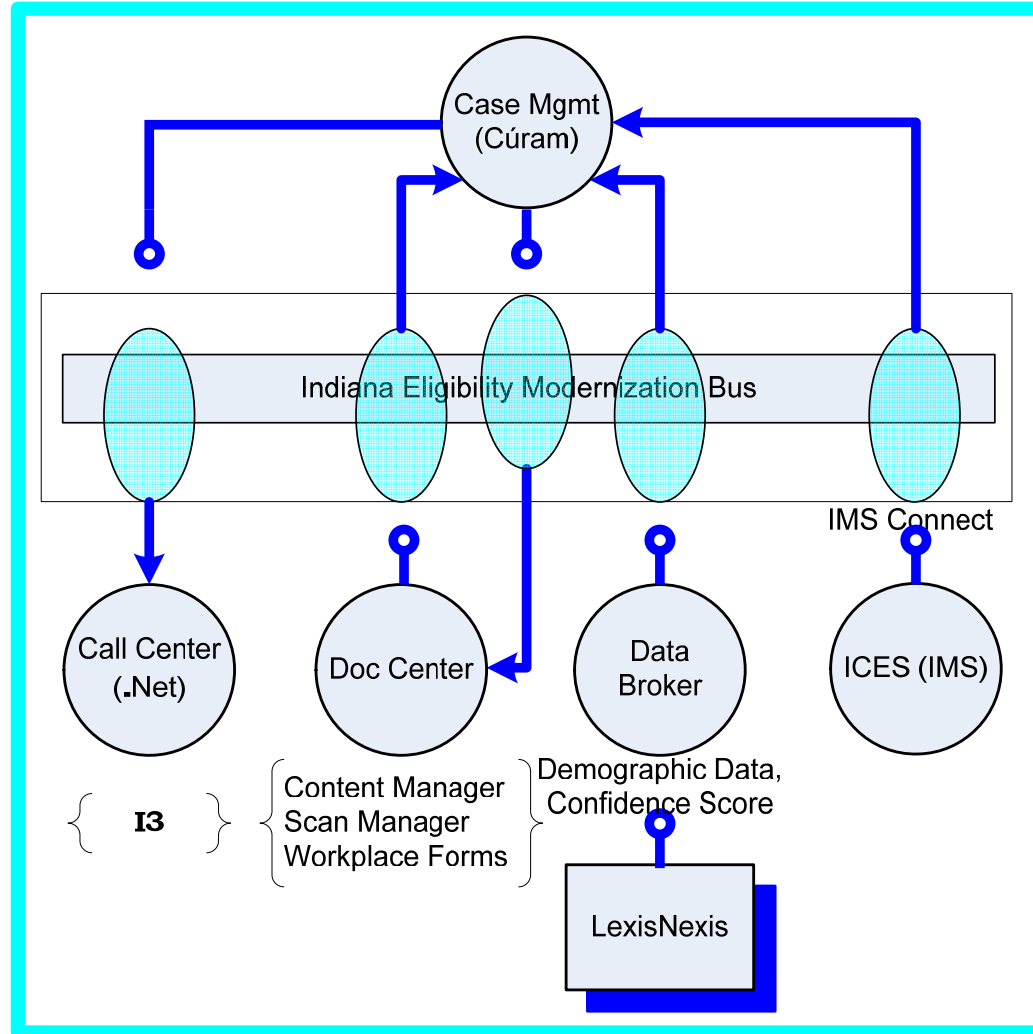 Case Mgmt
(Cúram)
Indiana Eligibility Modernization Bus
IMS Connect
Call Center
(.Net)
Doc Center
Data
Broker
ICES (IMS)
I3
Content Manager
Scan Manager
Workplace Forms
Demographic Data,
Confidence Score
LexisNexis